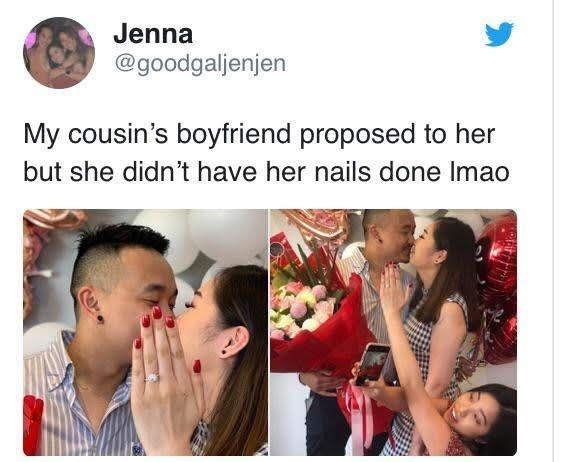 Jenna
@goodgaljenjen
My cousin's boyfriend proposed to her
but she didn't have her nails done lmao